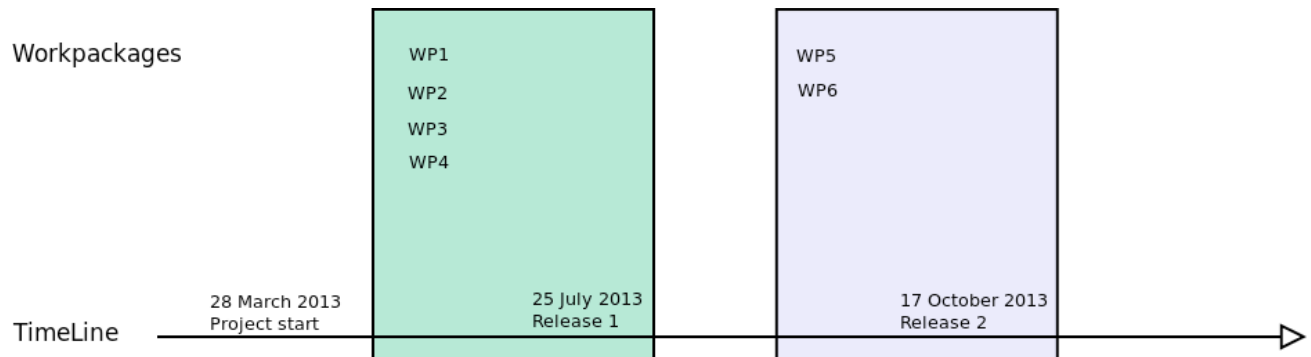 Workpackages
WP1
WP2
WP3
WP4
WP5
WP6
28 March 2013
Project start
25 July 2013
Release 1
17 October 2013
Release 2
TimeLine